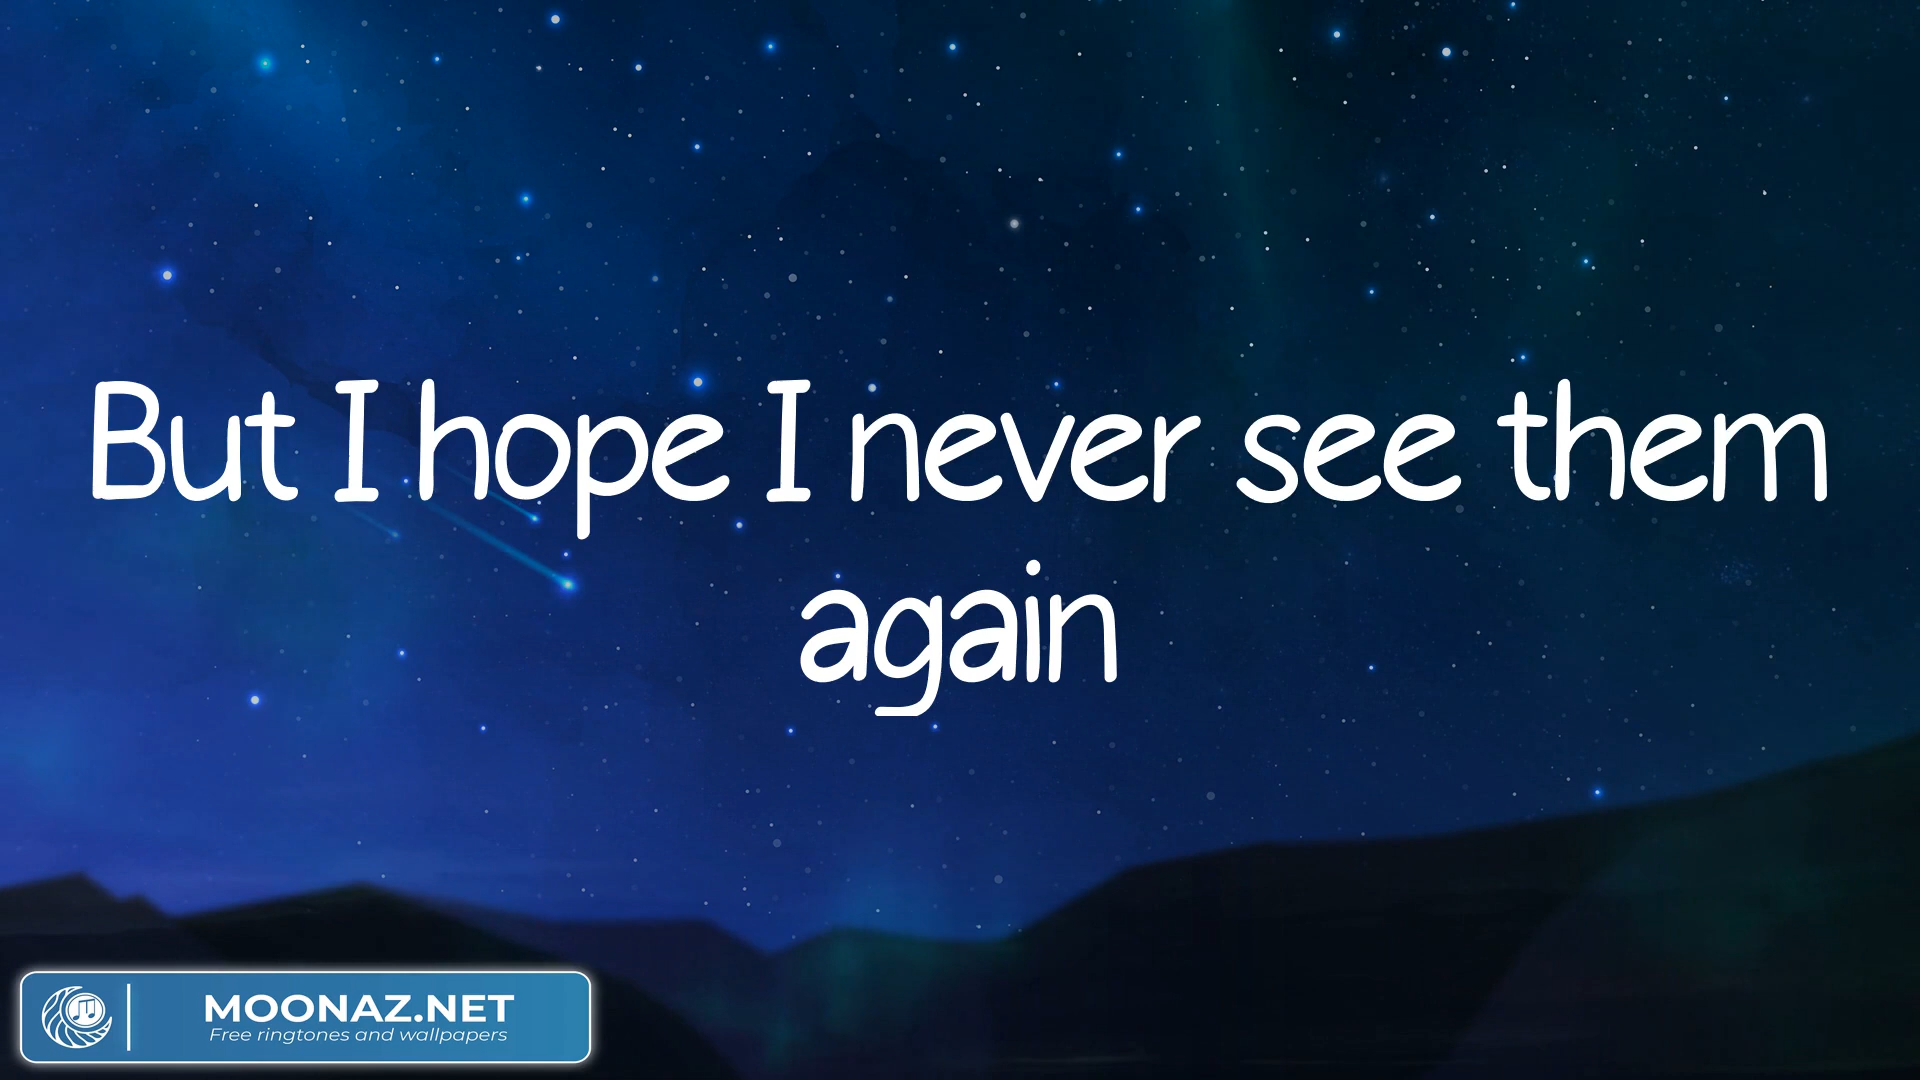 But I hope I never see them
again
MOONAZ.NET
Free ringtones and wallpapers